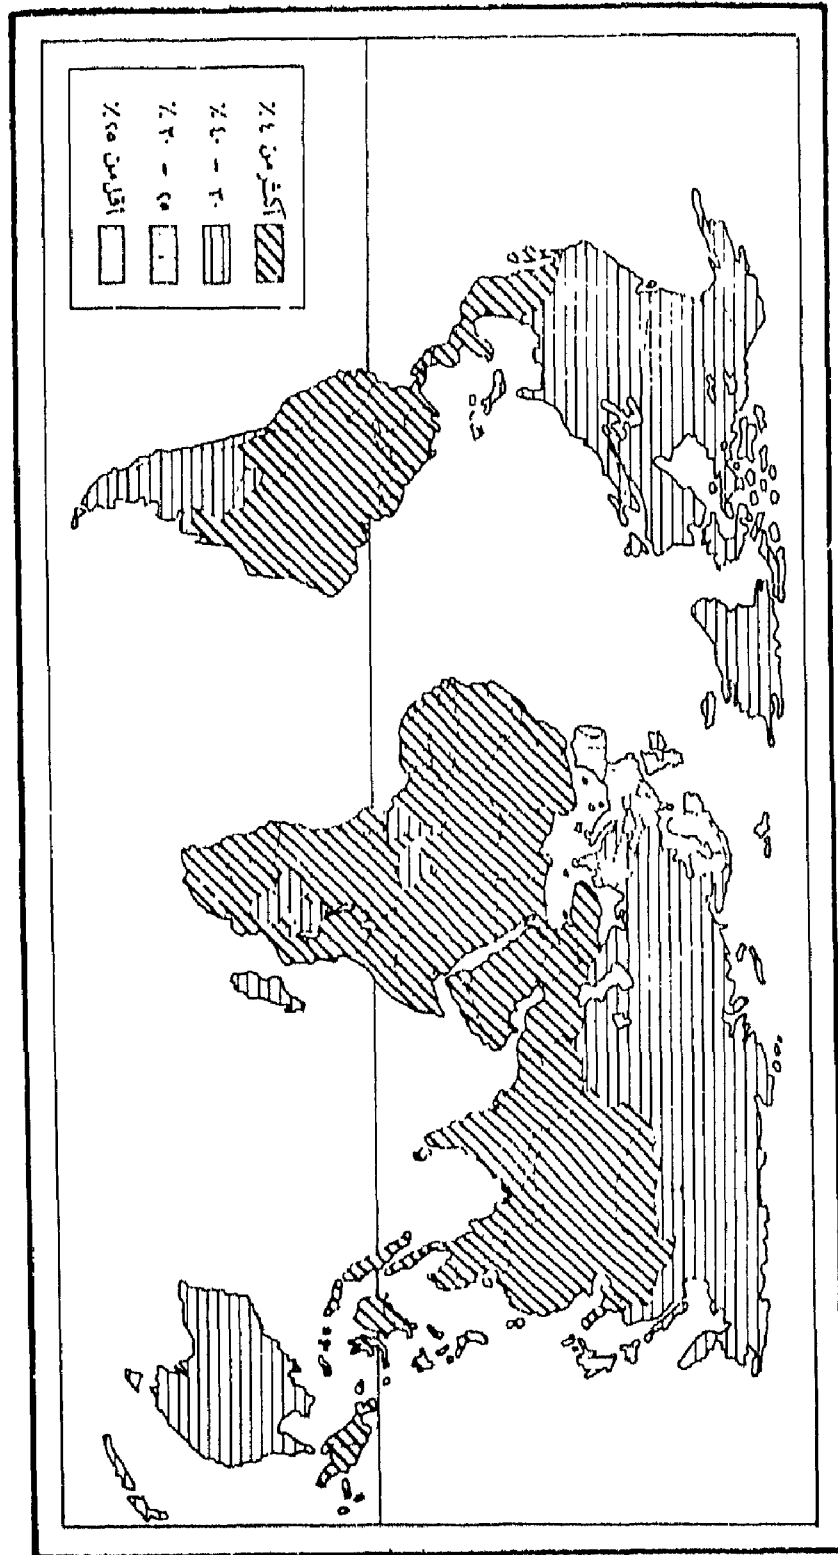 أكثر من ٤٠ %
٣٠ - ٤٠ %
٢٥ - ٣٠ %
أقل من ٢٥ %